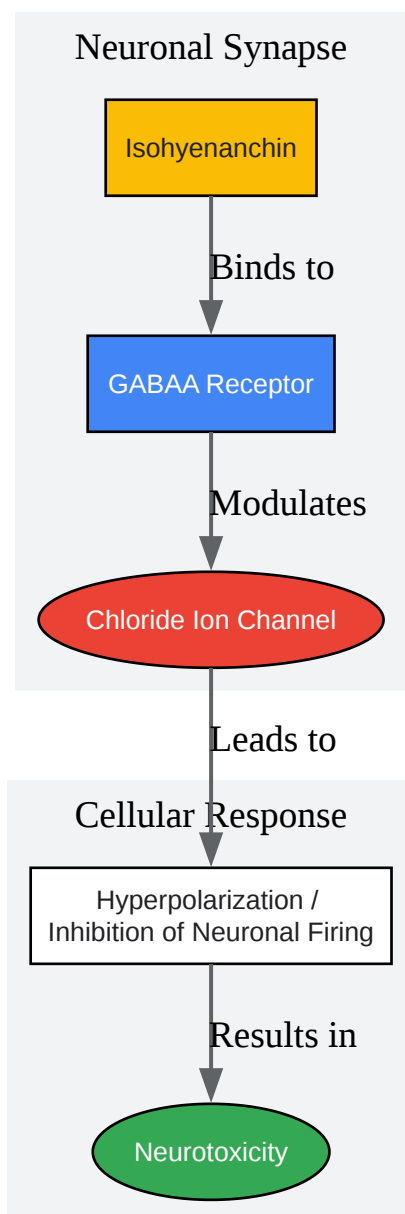 Neuronal Synapse
Isohyenanchin
Binds to
GABAA Receptor
Modulates
Chloride Ion Channel
Leads to
Cellular Response
Hyperpolarization /
Inhibition of Neuronal Firing
Results in
Neurotoxicity